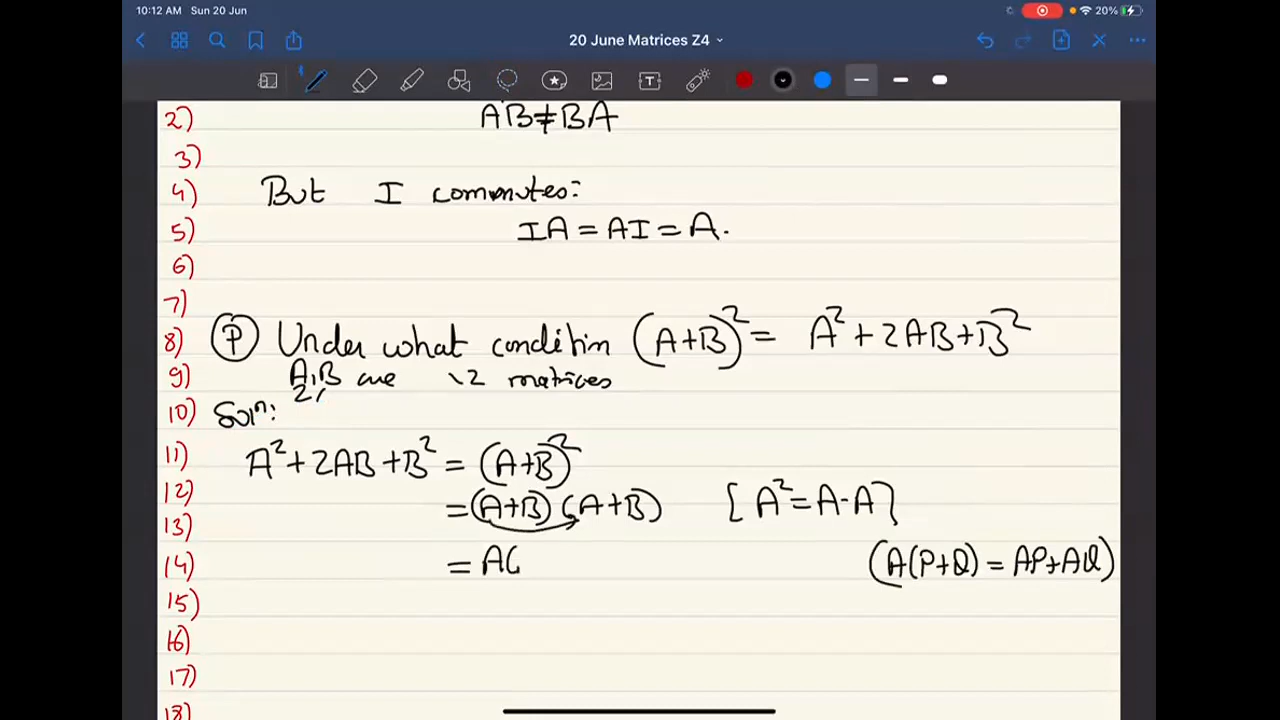 10:12 AM Sun 20 Jun 20%
20 June Matrices Z4
2) AB≠BA
3)
4) But I commutes:
5) IA = AI = A.
6)
7)
8) P Under what condition (A+B)² = A² + 2AB + B²
9) A,B are 2 matrices
10) Soln:
11) A² + 2AB + B² = (A+B)²
12) = (A+B) (A+B) [A² = A·A]
13)
14) = A( (A(P+Q) = AP+AQ)
15)
16)
17)
18)